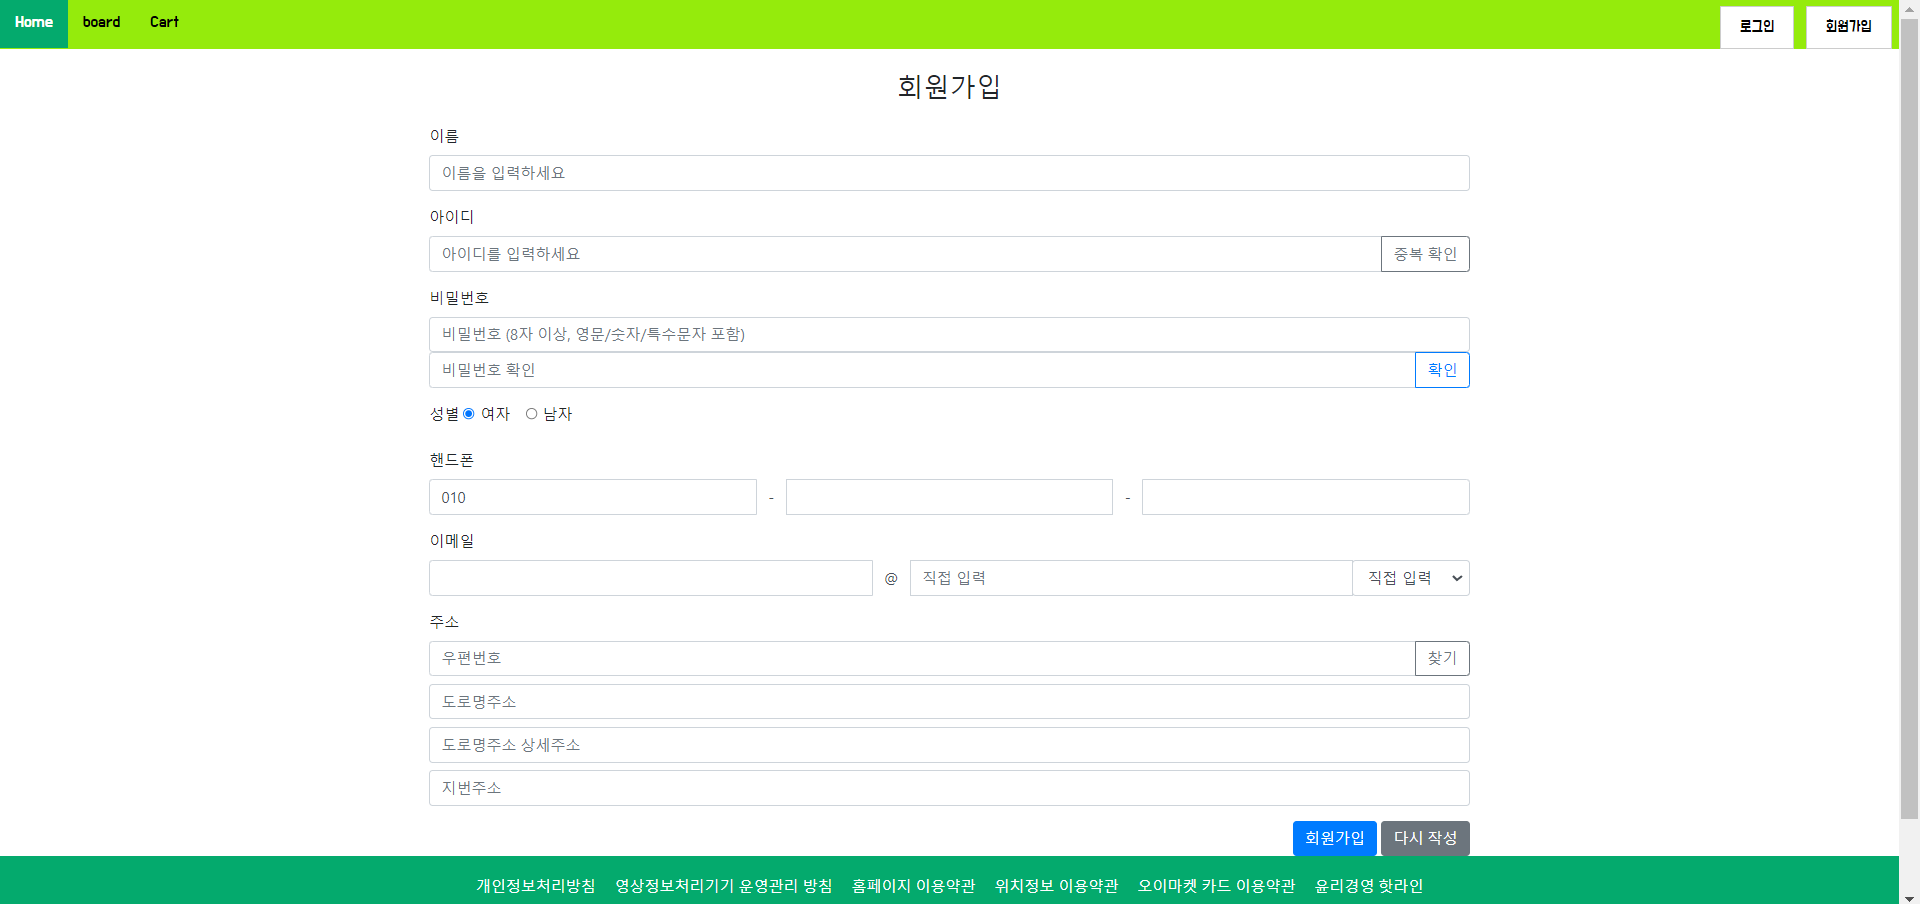 Home board Cart 로그인 회원가입
회원가입
이름
이름을 입력하세요
아이디
아이디를 입력하세요 중복 확인
비밀번호
비밀번호 (8자 이상, 영문/숫자/특수문자 포함)
비밀번호 확인 확인
성별 여자 남자
핸드폰
010 - -
이메일
@ 직접 입력 직접 입력
주소
우편번호 찾기
도로명주소
도로명주소 상세주소
지번주소
회원가입 다시 작성
개인정보처리방침 영상정보처리기기 운영관리 방침 홈페이지 이용약관 위치정보 이용약관 오이마켓 카드 이용약관 윤리경영 핫라인